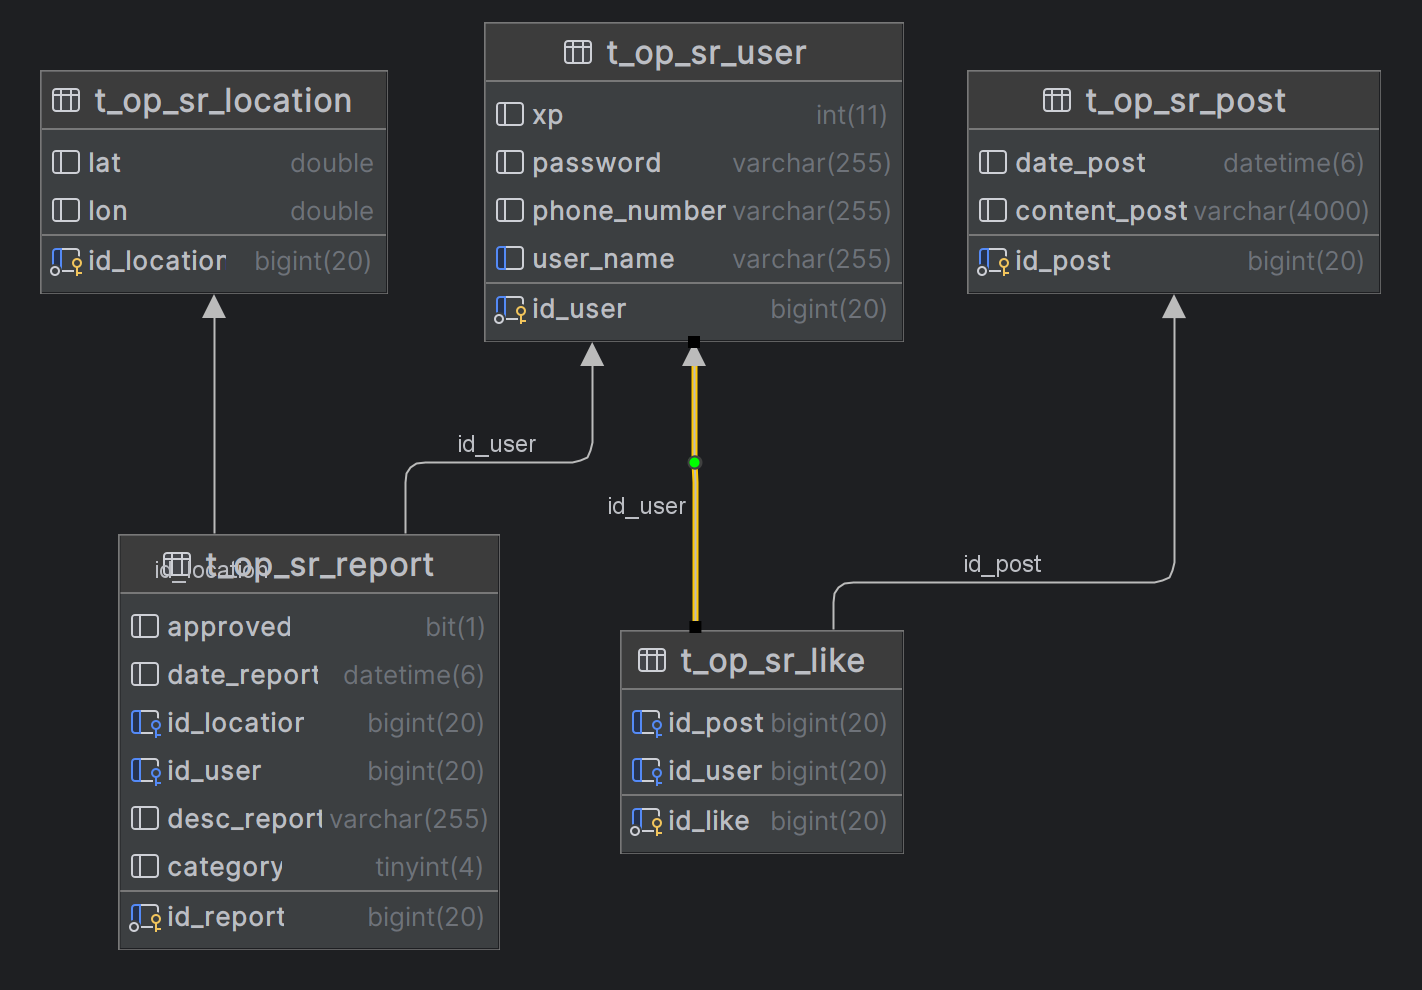 t_op_sr_location
lat double
lon double
id_location bigint(20)
t_op_sr_user
xp int(11)
password varchar(255)
phone_number varchar(255)
user_name varchar(255)
id_user bigint(20)
t_op_sr_post
date_post datetime(6)
content_post varchar(4000)
id_post bigint(20)
id_user
id_user
id_post
id_location
t_op_sr_report
approved bit(1)
date_report datetime(6)
id_location bigint(20)
id_user bigint(20)
desc_report varchar(255)
category tinyint(4)
id_report bigint(20)
t_op_sr_like
id_post bigint(20)
id_user bigint(20)
id_like bigint(20)